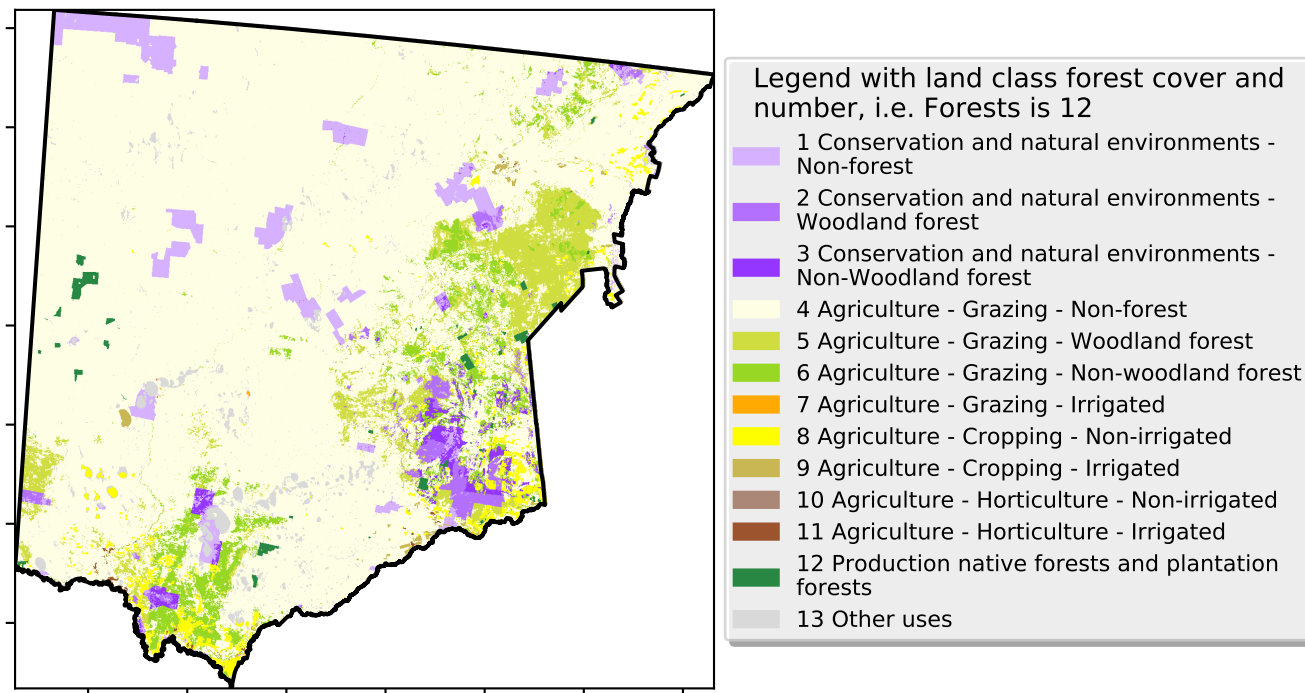 Legend with land class forest cover and
number, i.e. Forests is 12
1 Conservation and natural environments -
Non-forest
2 Conservation and natural environments -
Woodland forest
3 Conservation and natural environments -
Non-Woodland forest
4 Agriculture - Grazing - Non-forest
5 Agriculture - Grazing - Woodland forest
6 Agriculture - Grazing - Non-woodland forest
7 Agriculture - Grazing - Irrigated
8 Agriculture - Cropping - Non-irrigated
9 Agriculture - Cropping - Irrigated
10 Agriculture - Horticulture - Non-irrigated
11 Agriculture - Horticulture - Irrigated
12 Production native forests and plantation
forests
13 Other uses